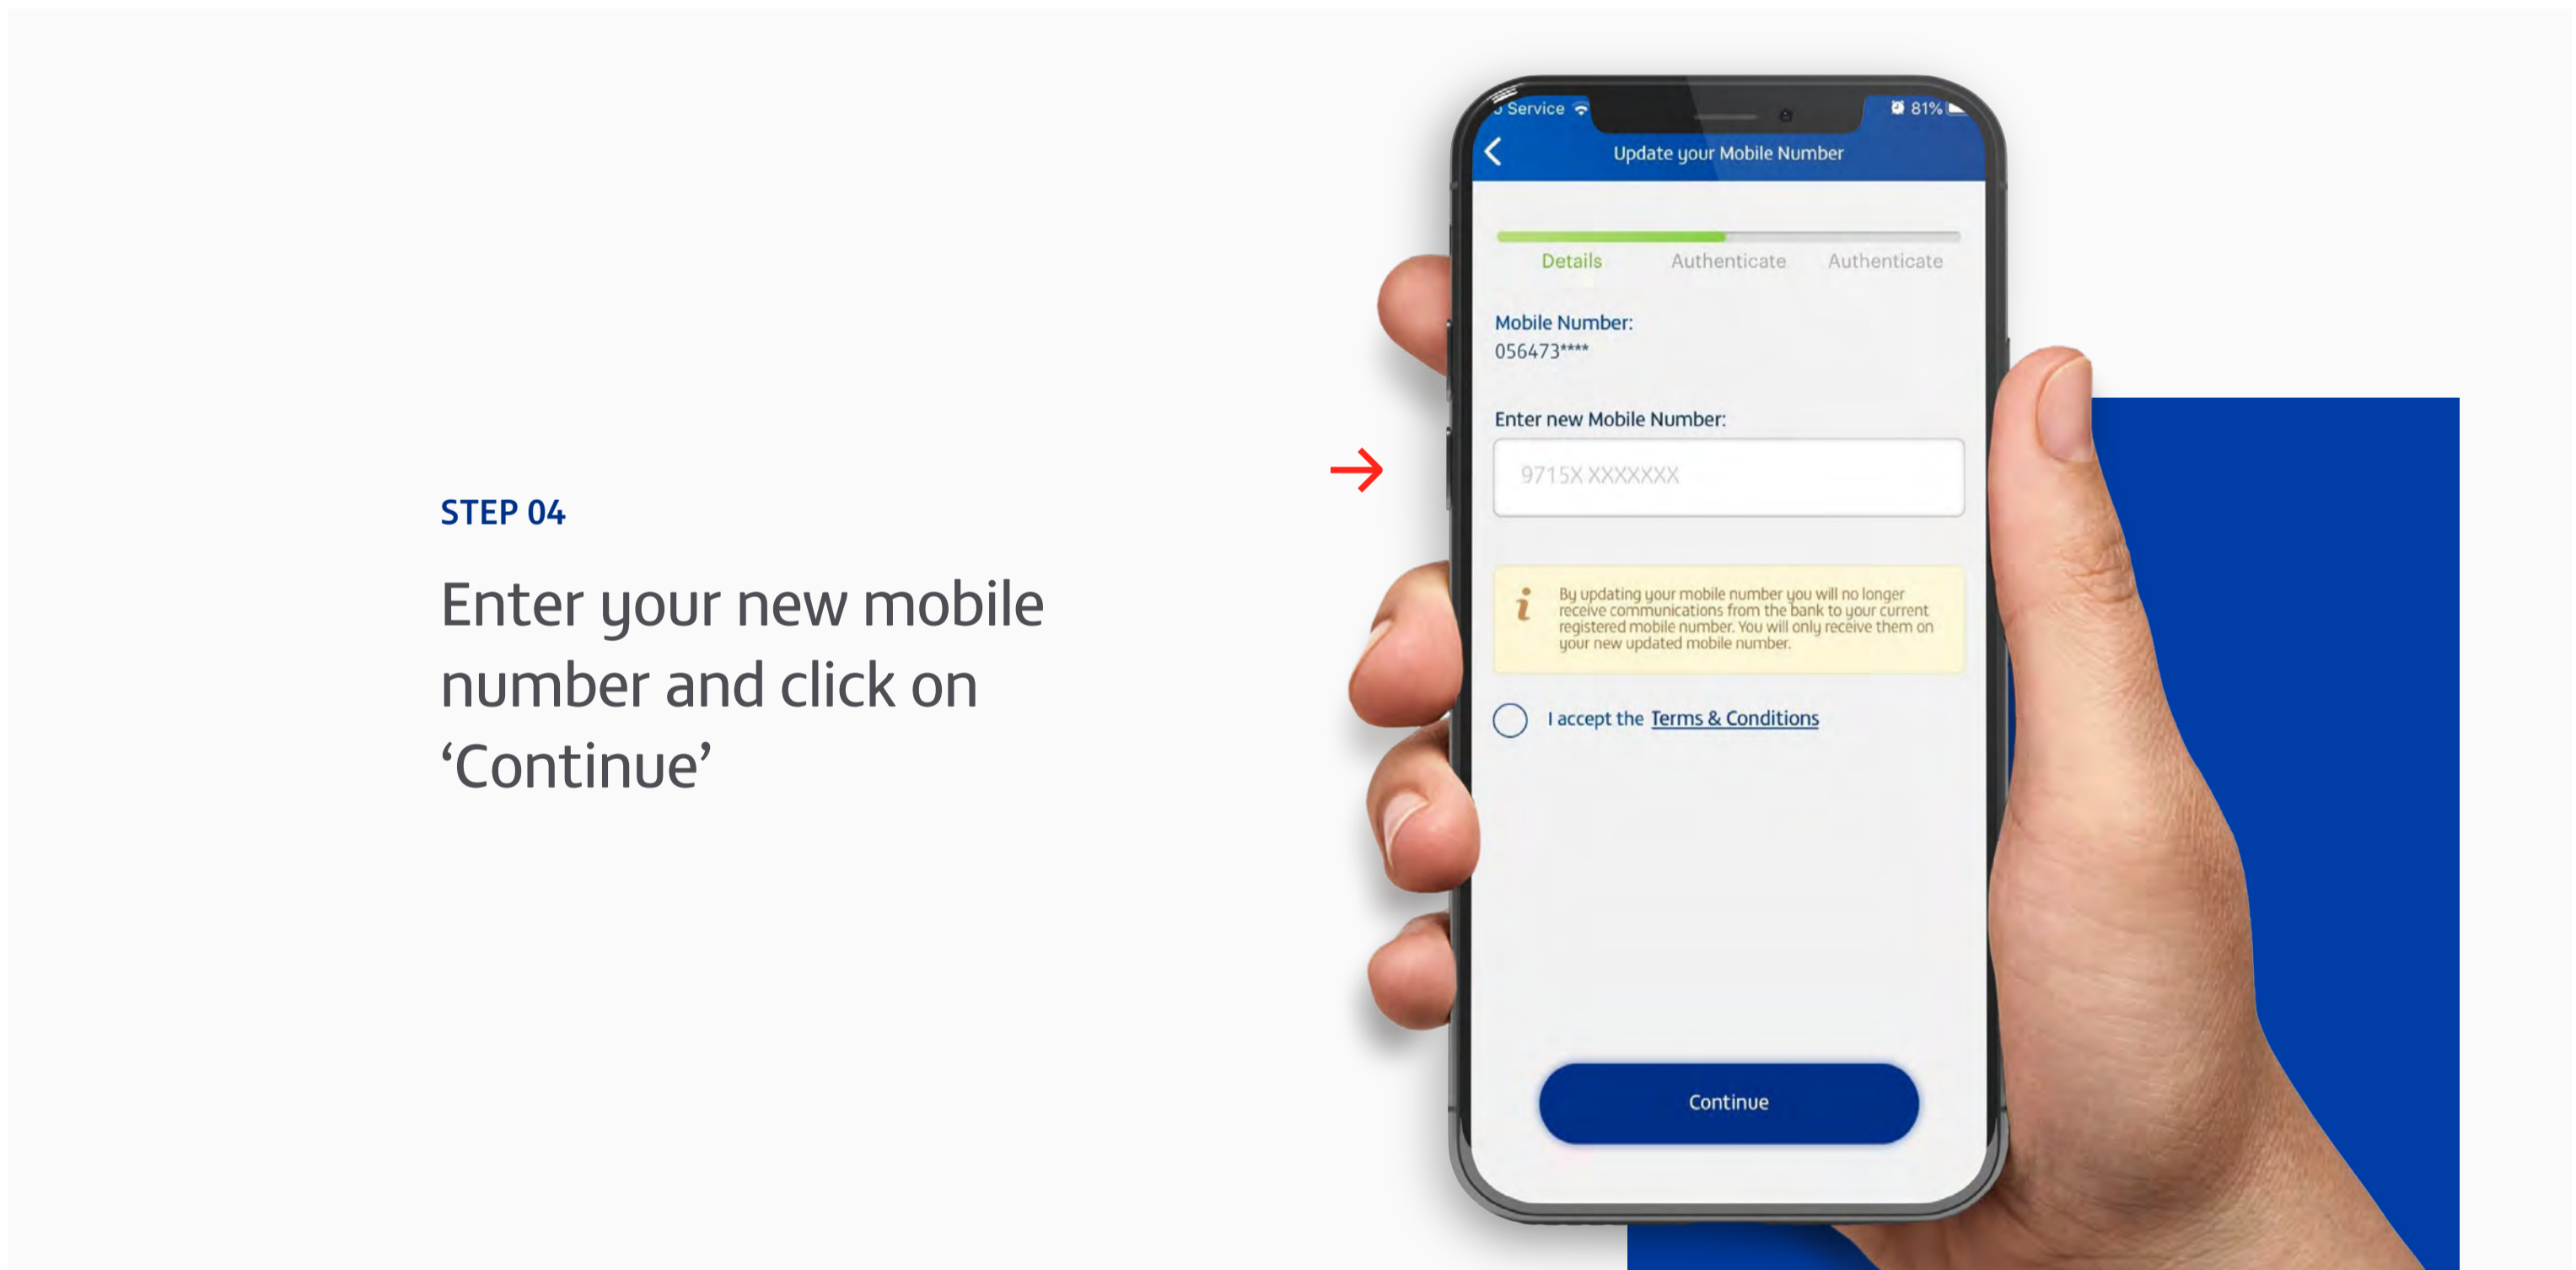 STEP 04
Enter your new mobile
number and click on
‘Continue’
Service
81%
Update your Mobile Number
Details
Authenticate
Authenticate
Mobile Number:
056473****
Enter new Mobile Number:
9715X XXXXXXX
By updating your mobile number you will no longer
receive communications from the bank to your current
registered mobile number. You will only receive them on
your new updated mobile number.
I accept the Terms & Conditions
Continue